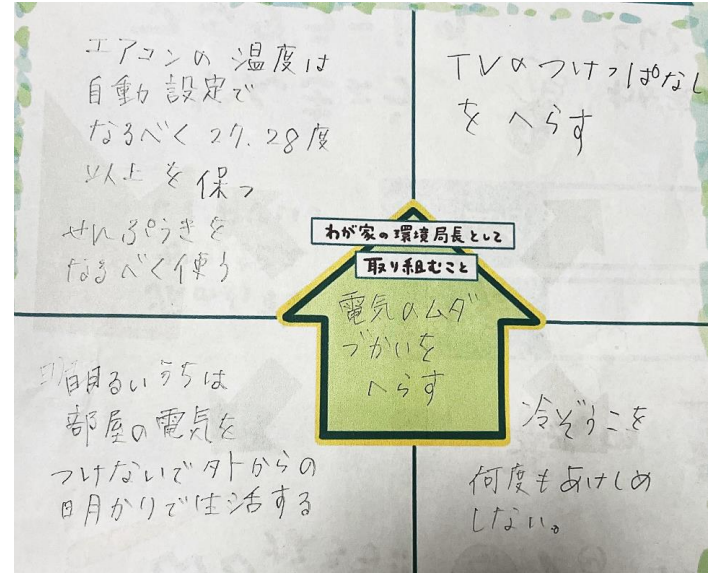 エアコンの温度は
自動設定で
なるべく27.28度
以上を保つ
せんぷうきを
なるべく使う
TVのつけっぱなし
をへらす
わが家の環境局長として
取り組むこと
電気のムダ
づかいを
へらす
明るいうちは
部屋の電気を
つけないで外からの
明かりで生活する
冷ぞうこを
何度もあけしめ
しない。